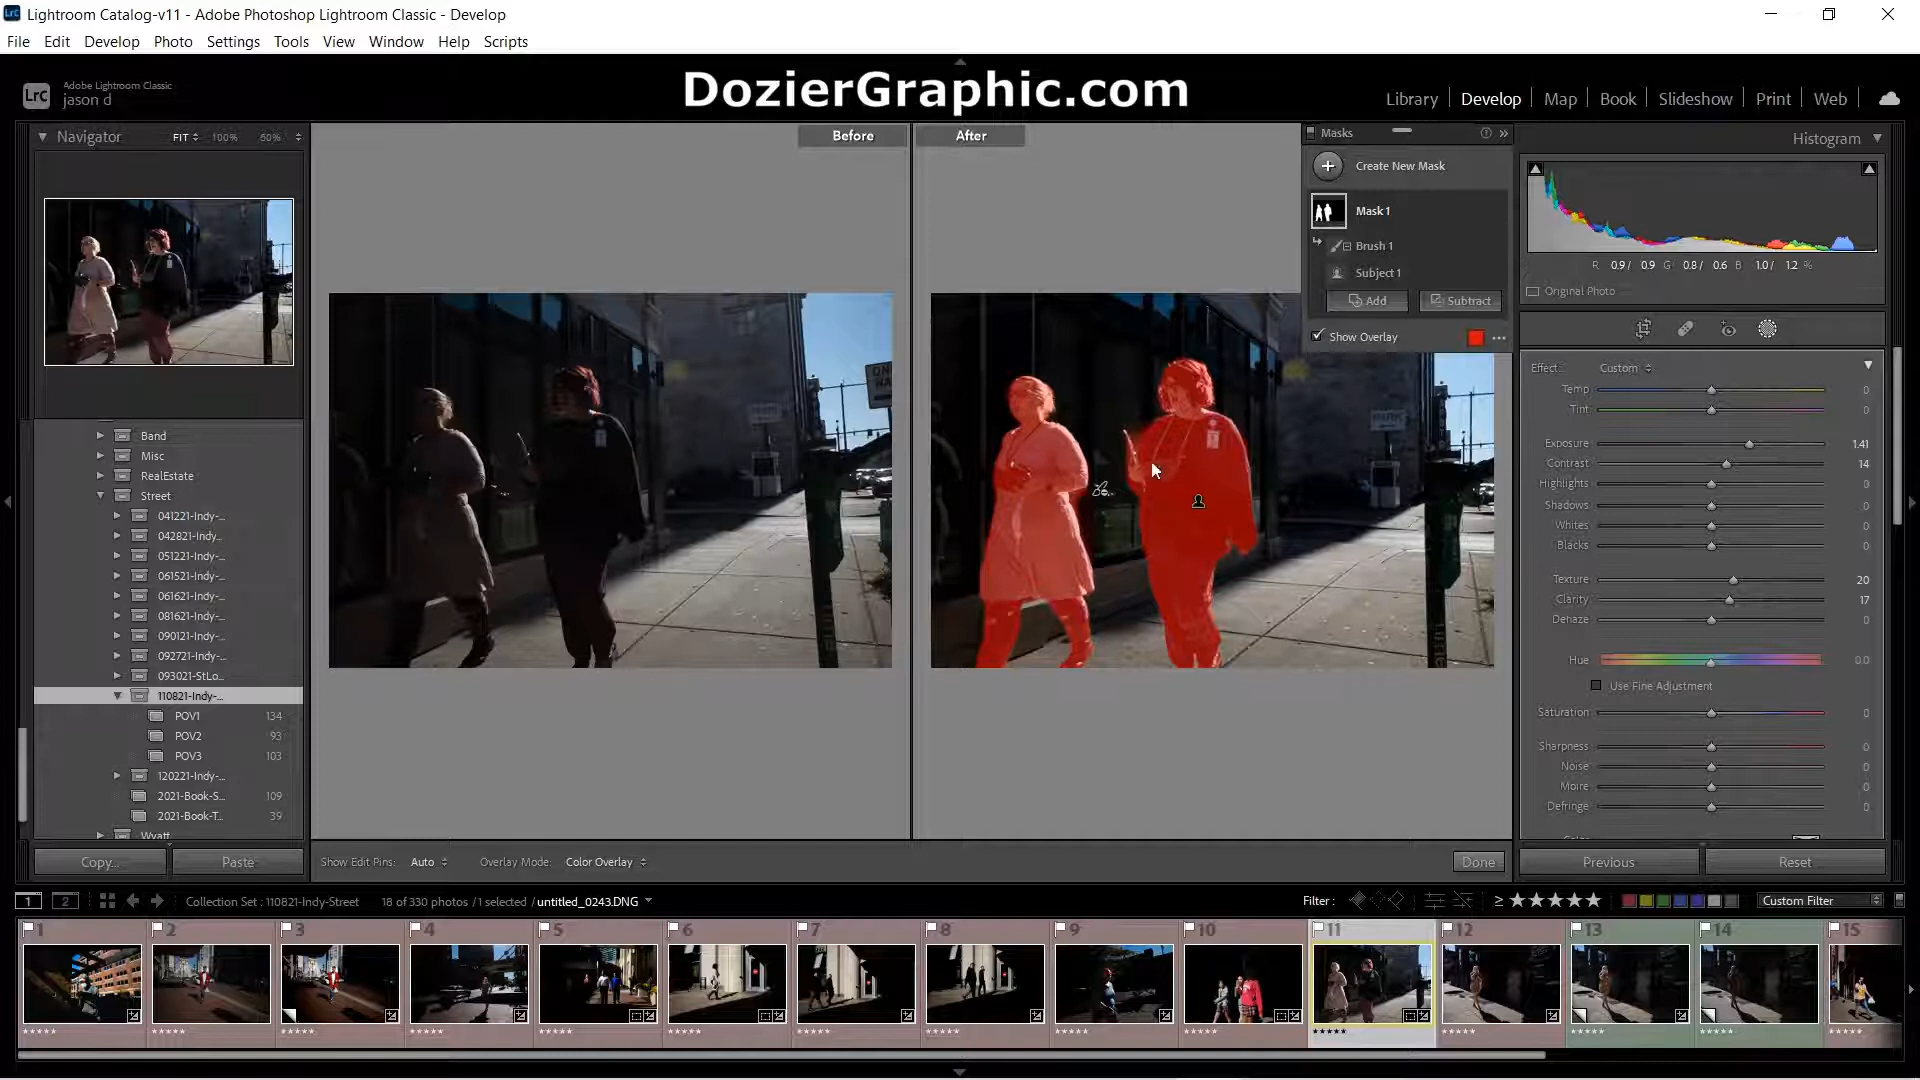 Lightroom Catalog-v11 - Adobe Photoshop Lightroom Classic - Develop
File Edit Develop Photo Settings Tools View Window Help Scripts
DozierGraphic.com
LrC
Adobe Lightroom Classic
jason d
Library Develop Map Book Slideshow Print Web
Navigator FIT 100% 50%
Before After
Masks
Create New Mask
Mask 1
Brush 1
Subject 1
Add Subtract
Show Overlay
Histogram
R 0.9 / 0.9 G 0.8 / 0.6 B 1.0 / 1.2 %
Original Photo
Effect: Custom
Temp 0
Tint 0
Exposure 1.41
Contrast 14
Highlights 0
Shadows 0
Whites 0
Blacks 0
Texture 20
Clarity 17
Dehaze 0
Hue 0.0
Use Fine Adjustment
Saturation 0
Sharpness 0
Noise 0
Moire 0
Defringe 0
Band
Misc
RealEstate
Street
041221-Indy-...
042821-Indy...
051221-Indy-...
061521-Indy-...
061621-Indy-...
081621-Indy-...
090121-Indy-...
092721-Indy-...
093021-StLo...
110821-Indy-...
POV1 134
POV2 93
POV3 103
120221-Indy-...
2021-Book-S... 109
2021-Book-T... 39
Wyatt
Copy... Paste
Show Edit Pins: Auto Overlay Mode: Color Overlay Done
Previous Reset
1 2 Collection Set : 110821-Indy-Street 18 of 330 photos / 1 selected / untitled_0243.DNG Filter : ≥ ★★★★★ Custom Filter
1 2 3 4 5 6 7 8 9 10 11 12 13 14 15